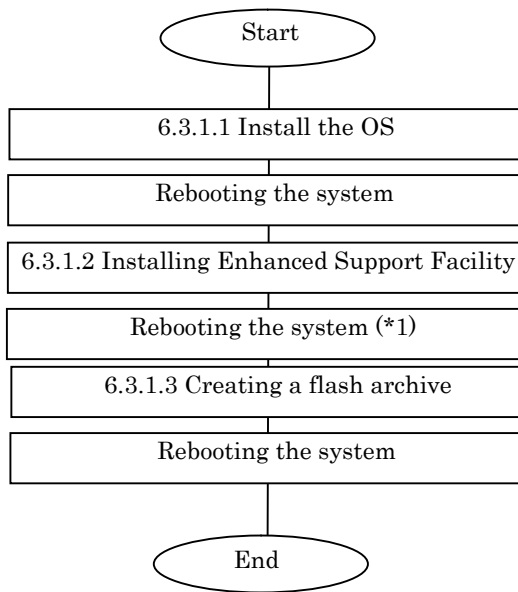 Start
6.3.1.1 Install the OS
Rebooting the system
6.3.1.2 Installing Enhanced Support Facility
Rebooting the system (*1)
6.3.1.3 Creating a flash archive
Rebooting the system
End